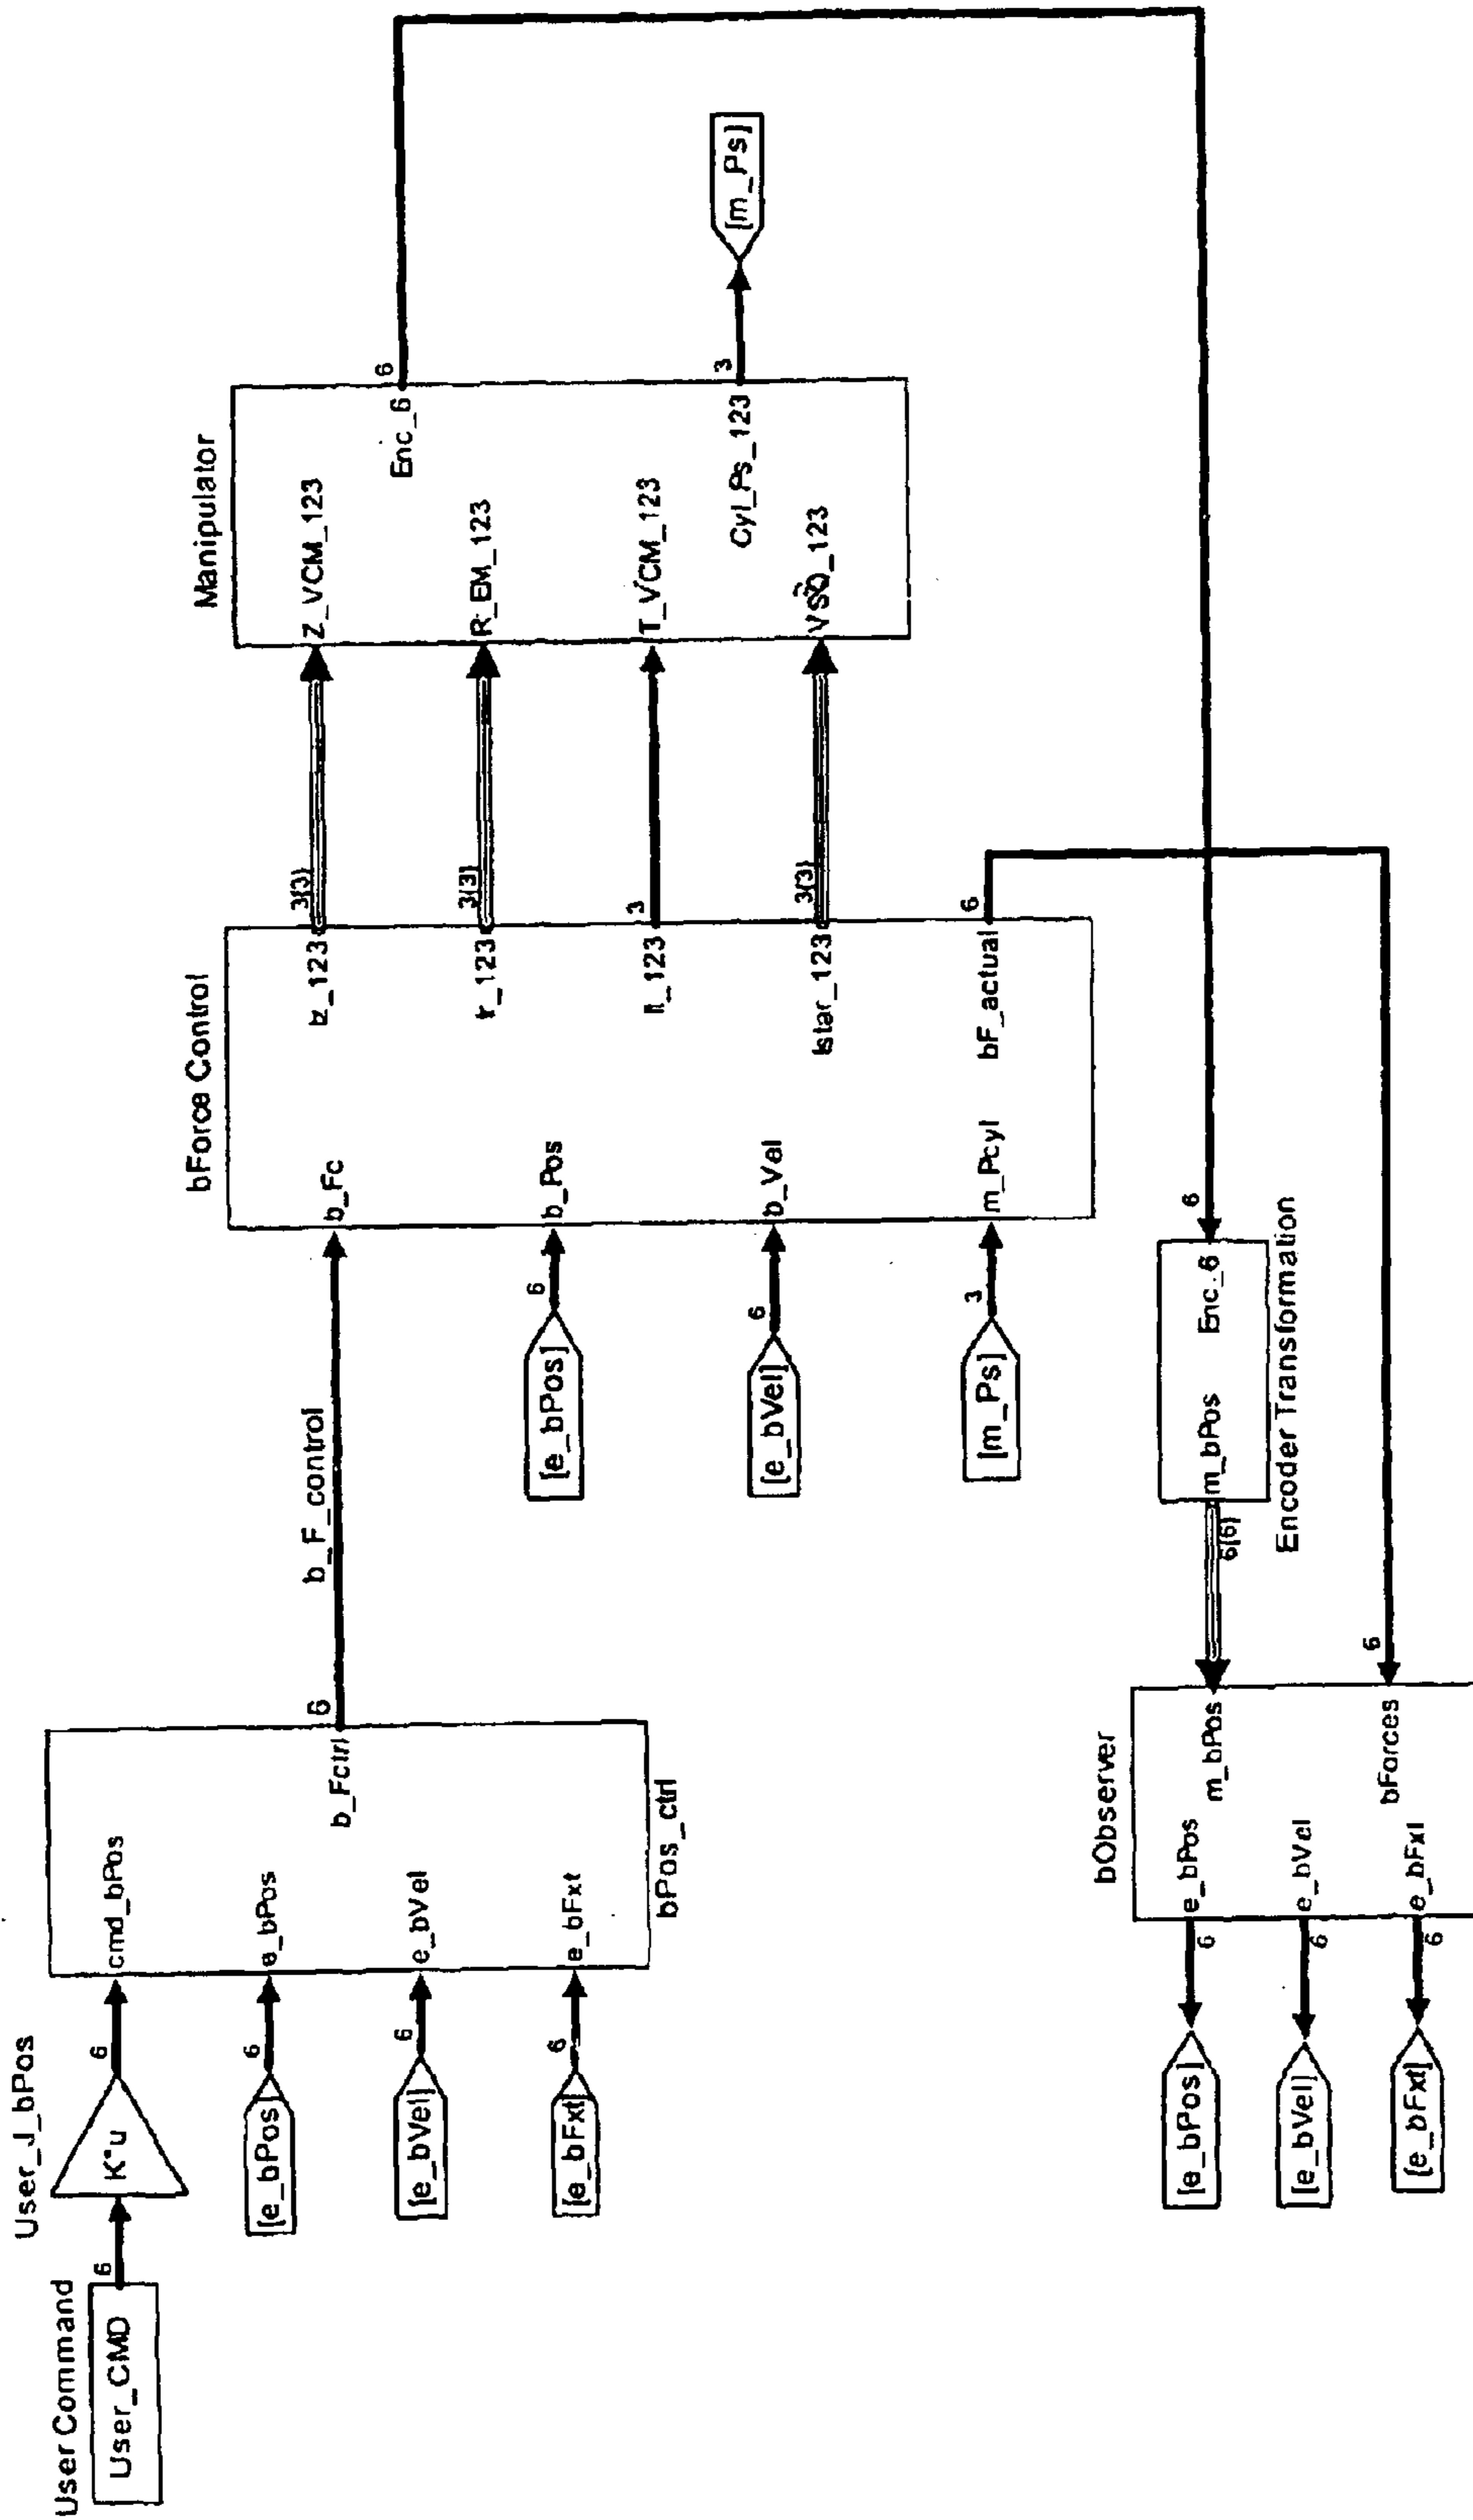 User Command
User_CMD
6
User_J_bPos
K*u
6
[e_bPos]
6
[e_bVel]
6
[e_bFxt]
6
cmd_bPos
e_bPos
e_bVel
e_bFxt
b_Fctrl
6
bPos_ctrl
b_F_control
[e_bPos]
6
[e_bVel]
6
[m_Ps]
3
bForce Control
b_Fc
b_Pos
b_Vel
m_Pcyl
Iz_123
Ir_123
It_123
Istar_123
bF_actual
3(3)
3(3)
3
3(3)
6
Manipulator
Z_VCM_123
R_EM_123
T_VCM_123
Enc_6
Cyl_Ps_123
6
3
[m_Ps]
[e_bPos]
[e_bVel]
[e_bFxt]
6
6
6
bObserver
e_bPos
e_bVel
e_bFxt
m_bPos
bForces
6(6)
6
m_bPos
Enc_6
6
Encoder Transformation